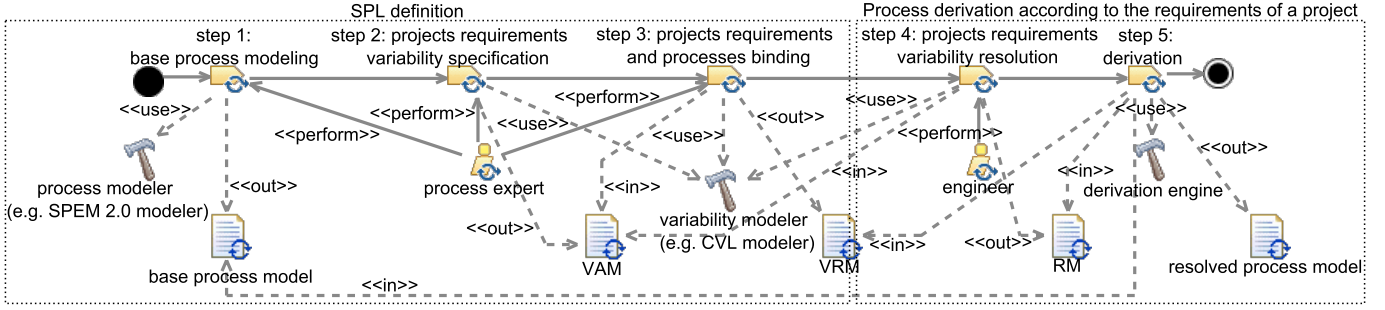 SPL definition
Process derivation according to the requirements of a project
step 1:
base process modeling
step 2: projects requirements
variability specification
step 3: projects requirements
and processes binding
step 4: projects requirements
variability resolution
step 5:
derivation
<<use>>
<<perform>>
<<perform>>
<<use>>
<<perform>>
<<use>>
<<out>>
<<use>>
<<perform>>
<<use>>
<<out>>
process modeler
(e.g. SPEM 2.0 modeler)
<<out>>
process expert
<<in>>
variability modeler
(e.g. CVL modeler)
<<in>>
engineer
<<in>>
derivation engine
<<out>>
<<in>>
<<out>>
base process model
VAM
VRM
RM
resolved process model
<<in>>